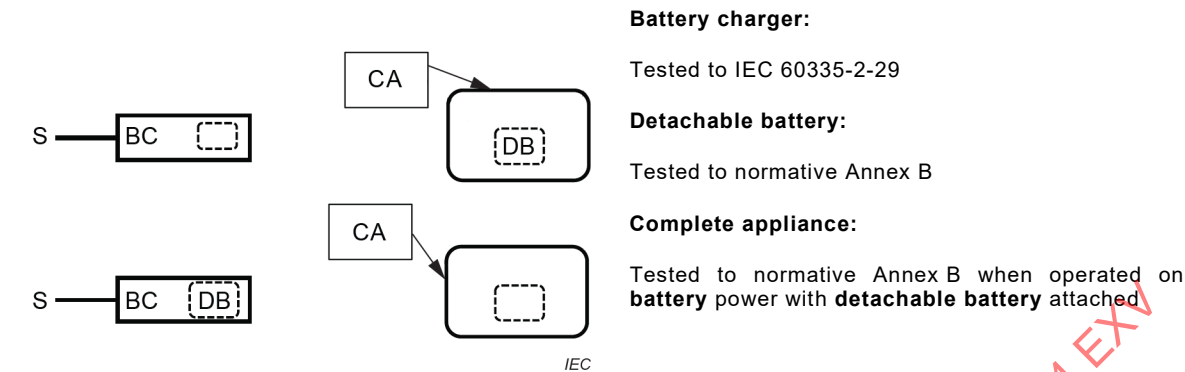 Battery charger:
CA
Tested to IEC 60335-2-29
S BC
DB
Detachable battery:
Tested to normative Annex B
CA
Complete appliance:
S BC DB
Tested to normative Annex B when operated on
battery power with detachable battery attached
IEC
EXV